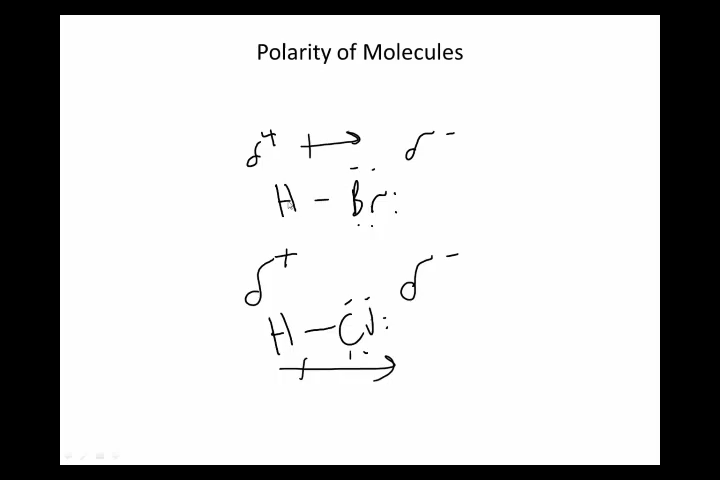 Polarity of Molecules
δ+ δ-
H - Br:
δ+ δ-
H - Cl: